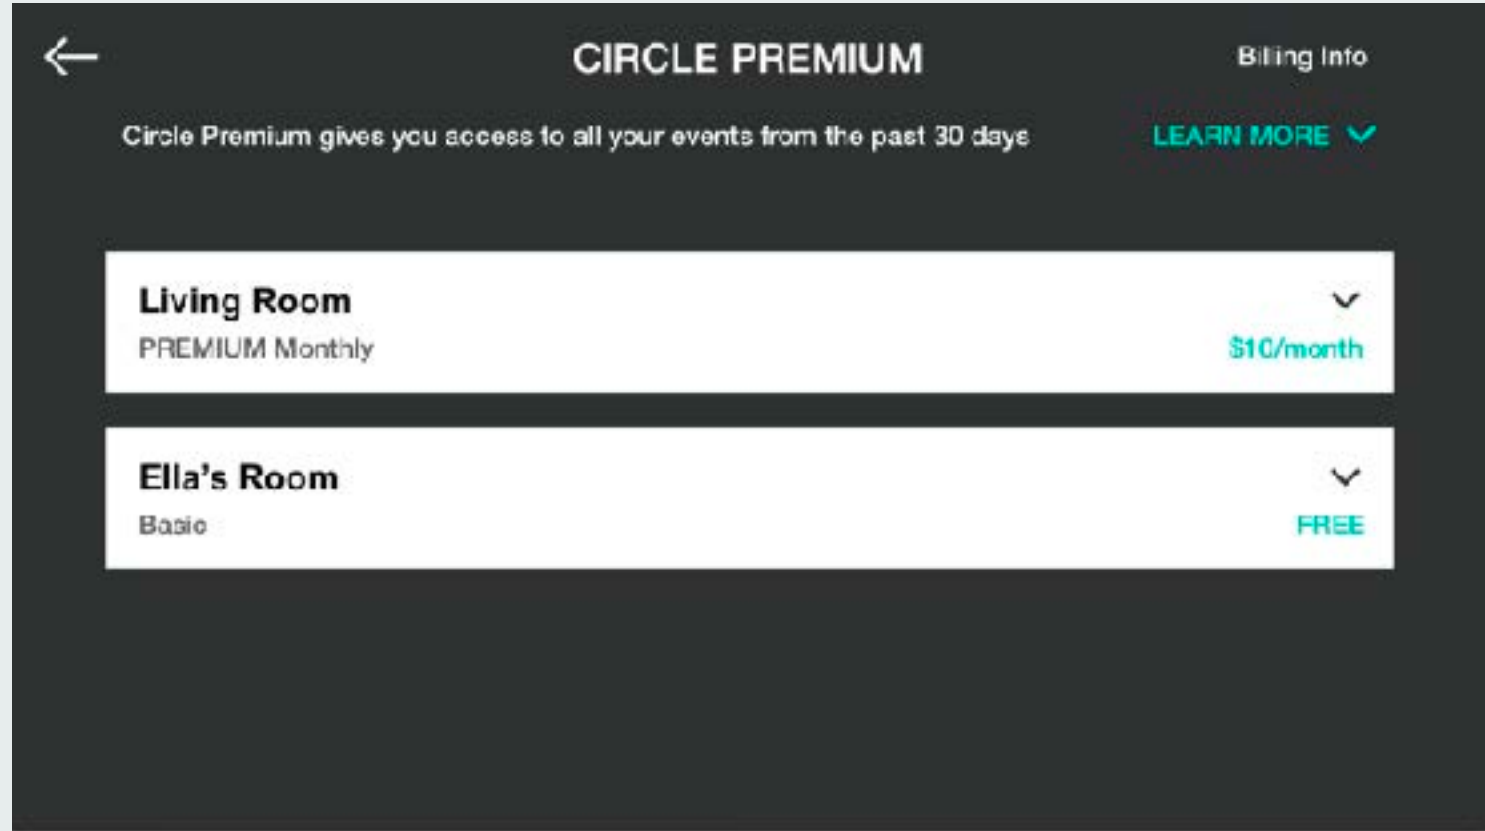 CIRCLE PREMIUM
Billing Info
Circle Premium gives you access to all your events from the past 30 days
LEARN MORE
Living Room
PREMIUM Monthly
$10/month
Ella's Room
Basic
FREE